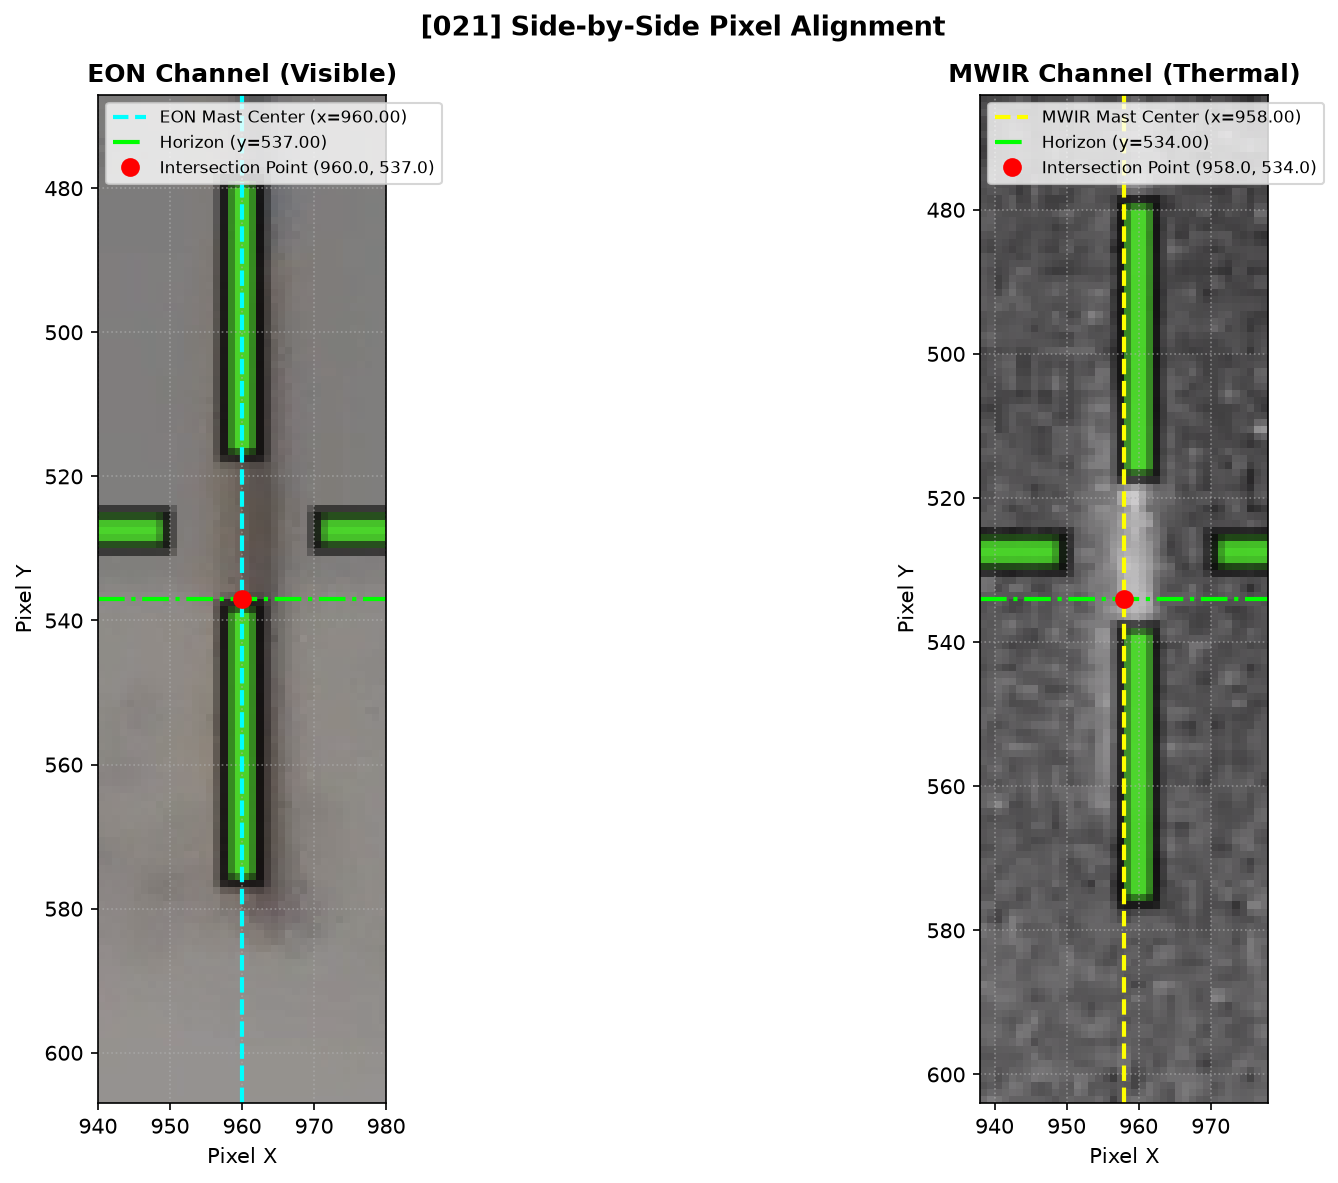 [021] Side-by-Side Pixel Alignment
EON Channel (Visible)
EON Mast Center (x=960.00)
Horizon (y=537.00)
Intersection Point (960.0, 537.0)
480
500
520
540
560
580
600
Pixel Y
940 950 960 970 980
Pixel X
MWIR Channel (Thermal)
MWIR Mast Center (x=958.00)
Horizon (y=534.00)
Intersection Point (958.0, 534.0)
480
500
520
540
560
580
600
Pixel Y
940 950 960 970
Pixel X